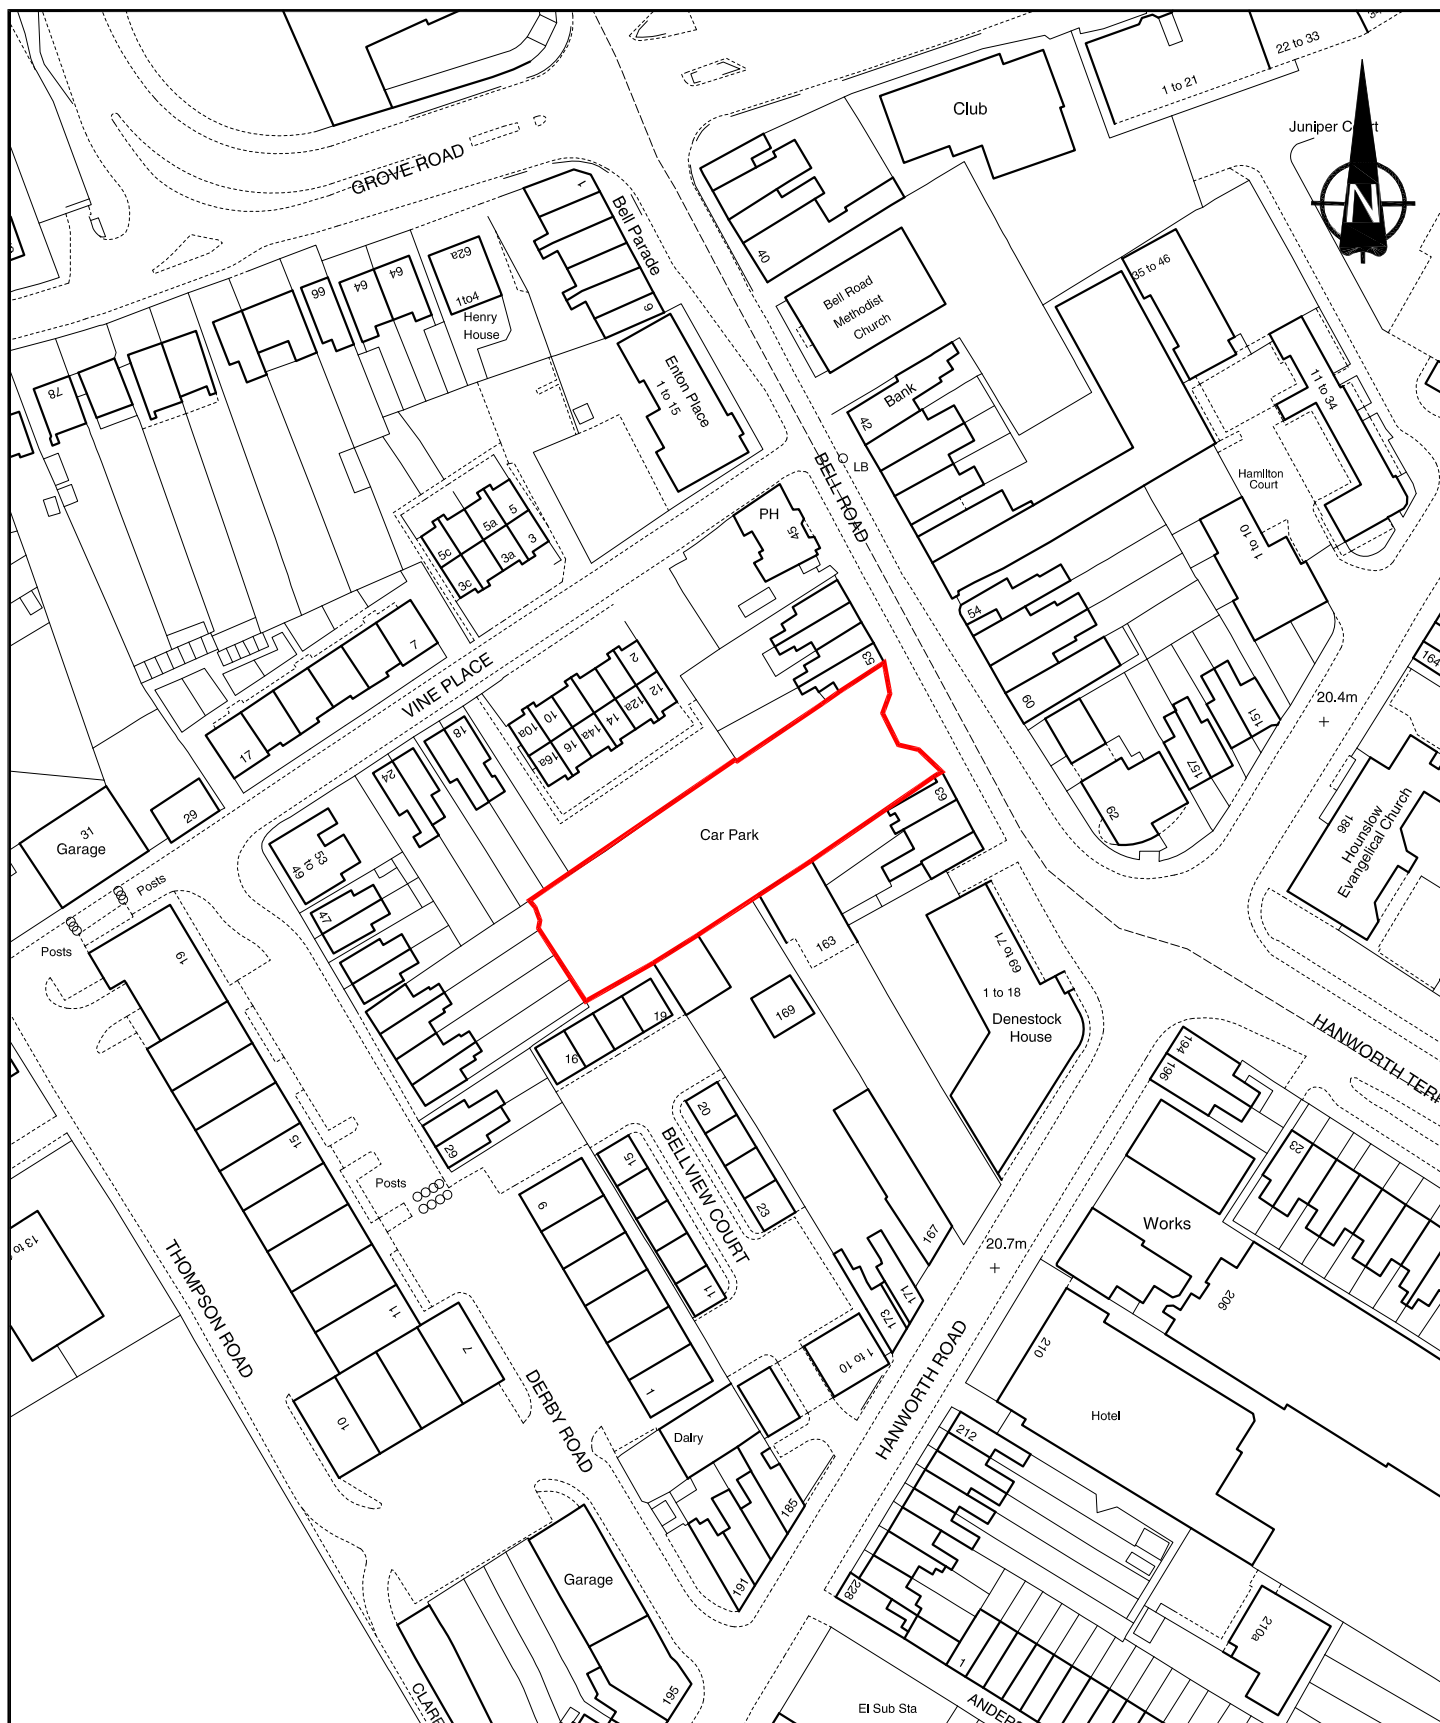 22 to 33
1 to 21
Club
Juniper C rt
N
GROVE ROAD
1
Bell Parade
9
40
62a
64
64
66
1to4
Henry
House
78
Bell Road
Methodist
Church
35 to 46
11 to 34
Enton Place
1 to 15
Bank
42
LB
BELL ROAD
Hamilton
Court
1 to 10
5
5a
5c
3
3a
3c
PH
45
54
7
17
VINE PLACE
2
10
10a
12
12a
14
14a
16
16a
53
60
151
157
20.4m
164
18
24
62
29
31
Garage
Car Park
63
186
Hounslow
Evangelical Church
49
to
53
47
Posts
Posts
19
163
69 to 71
1 to 18
Denestock
House
169
19
16
HANWORTH TERR
194
196
20
15
BELLVIEW COURT
29
15
Posts
23
23
6
13 to
Works
167
20.7m
THOMPSON ROAD
11
11
171
173
206
210
7
1 to 10
HANWORTH ROAD
10
1
DERBY ROAD
Dalry
Hotel
212
185
191
Garage
228
210a
1
195
CLARE
El Sub Sta
ANDERS